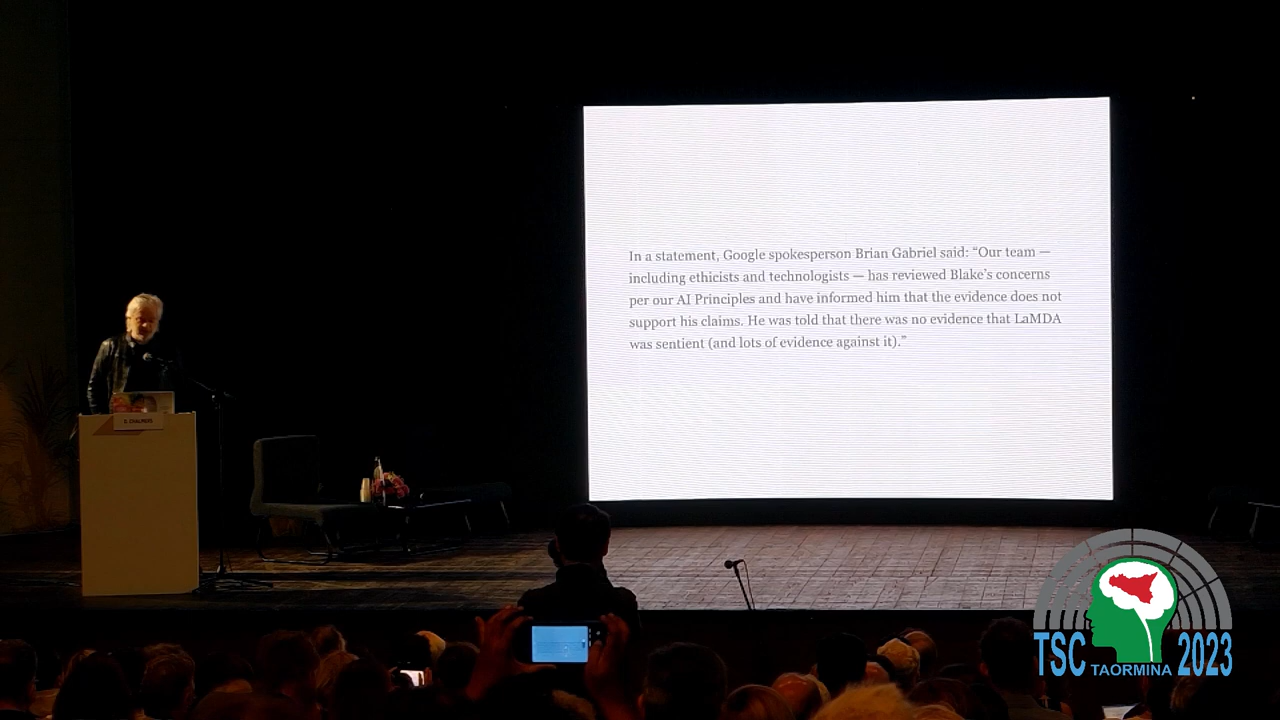 In a statement, Google spokesperson Brian Gabriel said: “Our team —
including ethicists and technologists — has reviewed Blake’s concerns
per our AI Principles and have informed him that the evidence does not
support his claims. He was told that there was no evidence that LaMDA
was sentient (and lots of evidence against it).”
D. CHALMERS
TSC TAORMINA 2023